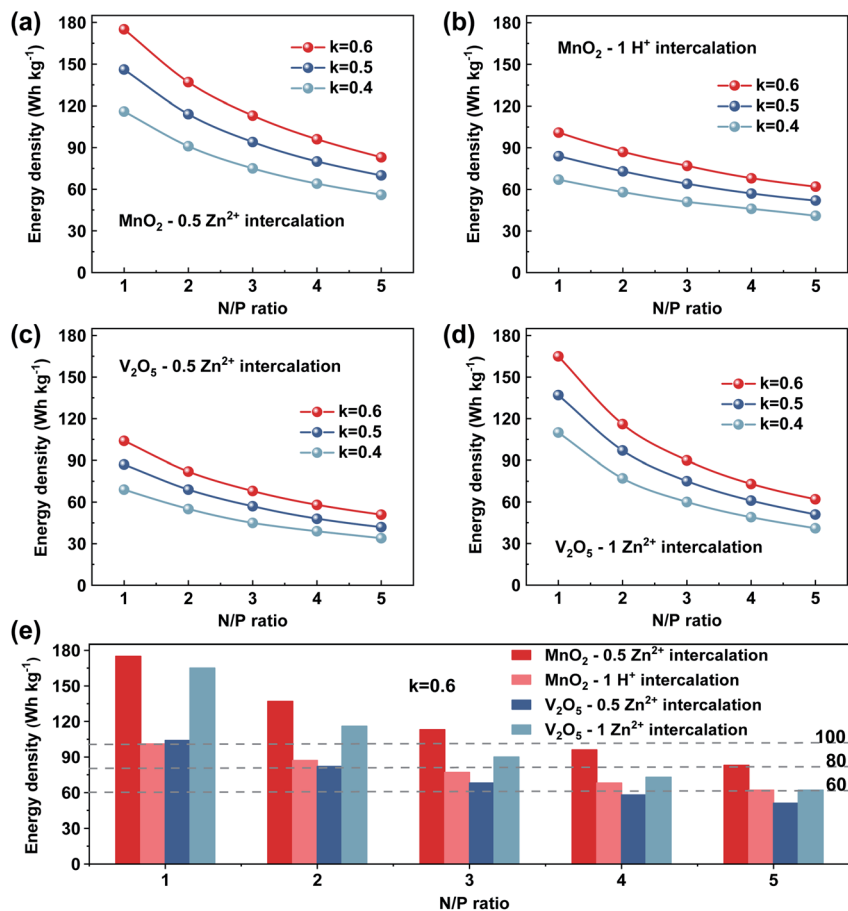 (a)
180
150
120
90
60
30
0
Energy density (Wh kg⁻¹)
k=0.6
k=0.5
k=0.4
MnO₂ - 0.5 Zn²⁺ intercalation
1 2 3 4 5
N/P ratio
(b)
180
150
120
90
60
30
0
Energy density (Wh kg⁻¹)
MnO₂ - 1 H⁺ intercalation
k=0.6
k=0.5
k=0.4
1 2 3 4 5
N/P ratio
(c)
180
150
120
90
60
30
0
Energy density (Wh kg⁻¹)
V₂O₅ - 0.5 Zn²⁺ intercalation
k=0.6
k=0.5
k=0.4
1 2 3 4 5
N/P ratio
(d)
180
150
120
90
60
30
0
Energy density (Wh kg⁻¹)
k=0.6
k=0.5
k=0.4
V₂O₅ - 1 Zn²⁺ intercalation
1 2 3 4 5
N/P ratio
(e)
180
150
120
90
60
30
0
Energy density (Wh kg⁻¹)
k=0.6
MnO₂ - 0.5 Zn²⁺ intercalation
MnO₂ - 1 H⁺ intercalation
V₂O₅ - 0.5 Zn²⁺ intercalation
V₂O₅ - 1 Zn²⁺ intercalation
100
80
60
1 2 3 4 5
N/P ratio